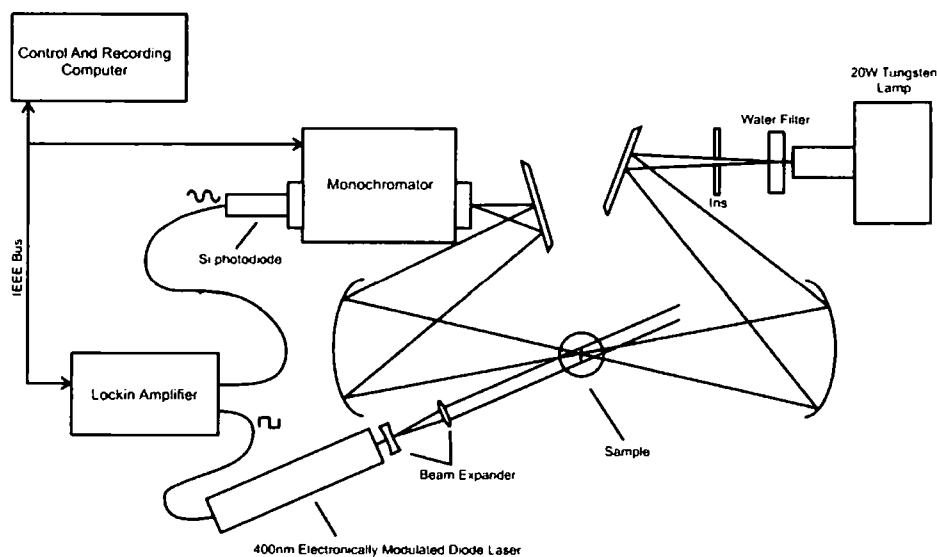 Control And Recording
Computer
20W Tungsten
Lamp
Water Filter
Monochromator
Ins
Si photodiode
IEEE Bus
Lockin Amplifier
Sample
Beam Expander
400nm Electronically Modulated Diode Laser